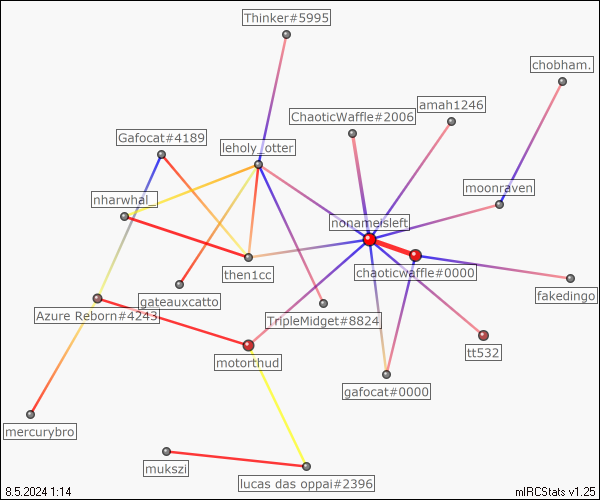 Thinker#5995
chobham.
amah1246
ChaoticWaffle#2006
Gafocat#4189
leholy_otter
moonraven
nharwhal_
nonameisleft
chaoticwaffle#0000
then1cc
fakedingo
gateauxcatto
Azure Reborn#4243
TripleMidget#8824
tt532
motorthud
gafocat#0000
mercurybro
mukszi
lucas das oppai#2396
8.5.2024 1:14
mIRCStats v1.25